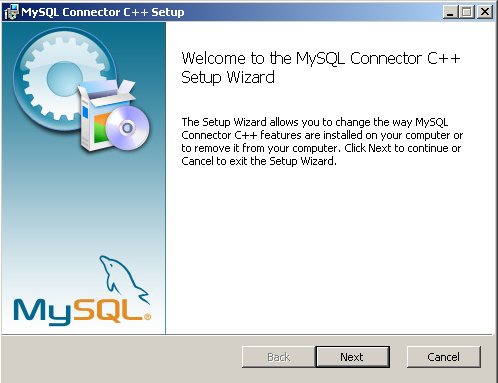 MySQL Connector C++ Setup
Welcome to the MySQL Connector C++
Setup Wizard
The Setup Wizard allows you to change the way MySQL
Connector C++ features are installed on your computer or
to remove it from your computer. Click Next to continue or
Cancel to exit the Setup Wizard.
MySQL®
Back Next Cancel